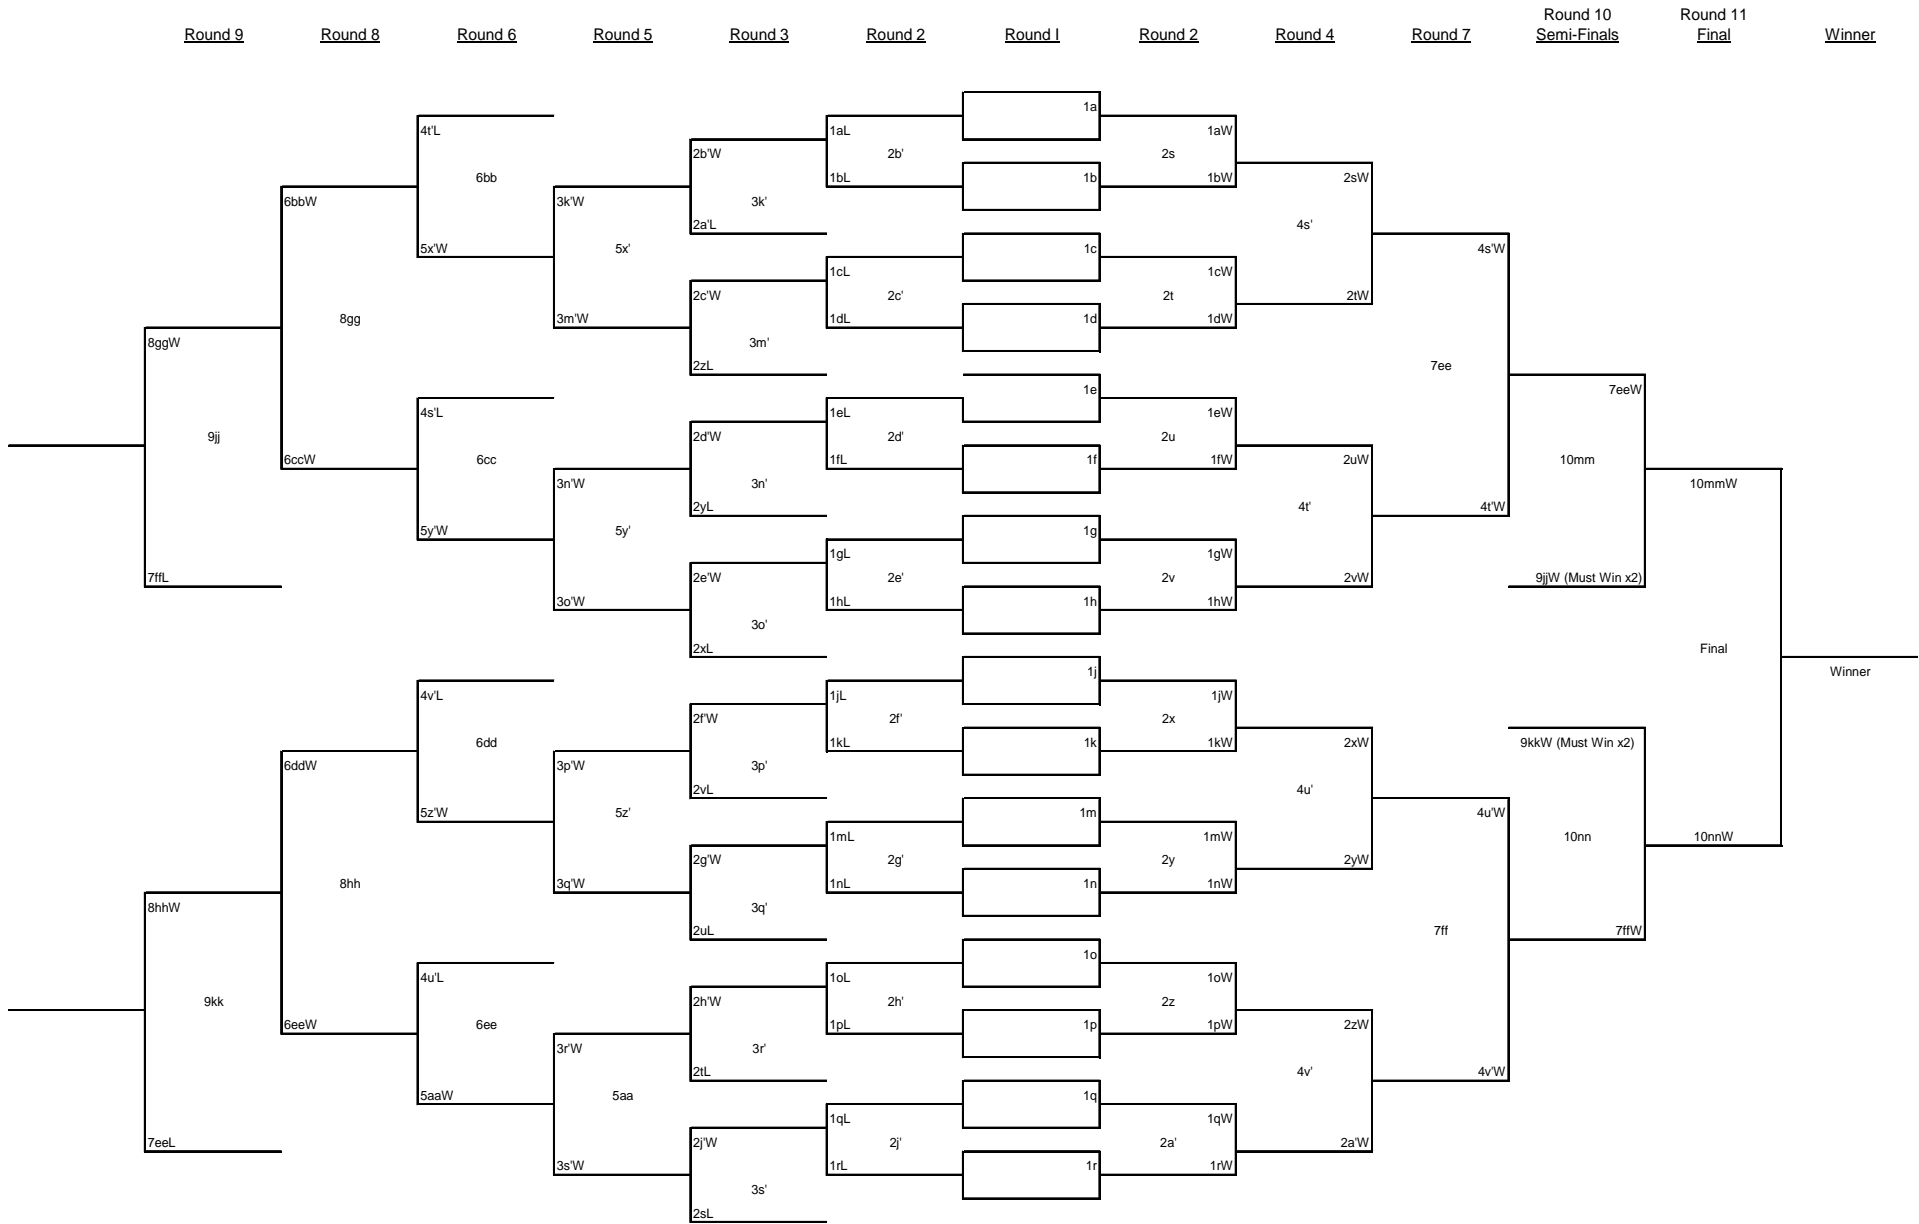 Round 10 Round 11
Round 9 Round 8 Round 6 Round 5 Round 3 Round 2 Round I Round 2 Round 4 Round 7 Semi-Finals Final Winner
1a
4t'L 1aL 1aW
2b'W 2b' 2s
6bb 1bL 1b 1bW 2sW
6bbW 3k'W 3k'
2a'L 4s'
5x'W 5x' 1c 4s'W
1cL 1cW
2c'W 2c' 2t 2tW
8gg 3m'W 1dL 1d 1dW
8ggW 3m'
2zL 7ee
1e 7eeW
4s'L 1eL 1eW
9jj 2d'W 2d' 2u
6ccW 6cc 1fL 1f 1fW 2uW 10mm
3n'W 3n' 10mmW
2yL 4t' 4t'W
5y'W 5y' 1g
1gL 1gW
7ffL 2e'W 2e' 2v 2vW 9jjW (Must Win x2)
3o'W 1hL 1h 1hW
3o'
2xL Final
1j Winner
4v'L 1jL 1jW
2f'W 2f' 2x
6dd 1kL 1k 1kW 2xW 9kkW (Must Win x2)
6ddW 3p'W 3p'
2vL 4u'
5z'W 5z' 1m 4u'W
1mL 1mW 10nn 10nnW
2g'W 2g' 2y 2yW
8hh 3q'W 1nL 1n 1nW
8hhW 3q'
2uL 7ff 7ffW
1o
4u'L 1oL 1oW
9kk 2h'W 2h' 2z
6eeW 6ee 1pL 1p 1pW 2zW
3r'W 3r'
2tL 4v' 4v'W
5aaW 5aa 1q
1qL 1qW
7eeL 2j'W 2j' 2a' 2a'W
3s'W 1rL 1r 1rW
3s'
2sL